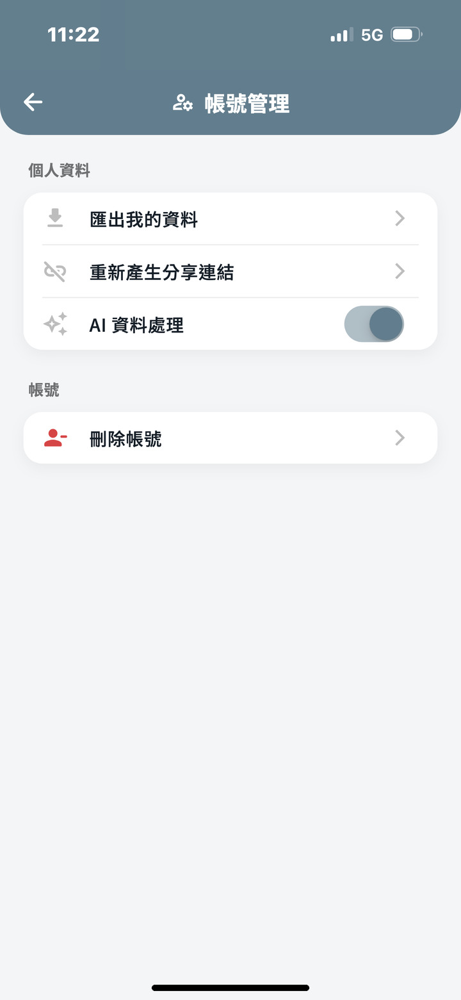 11:22
5G
帳號管理
個人資料
匯出我的資料
重新產生分享連結
AI 資料處理
帳號
刪除帳號